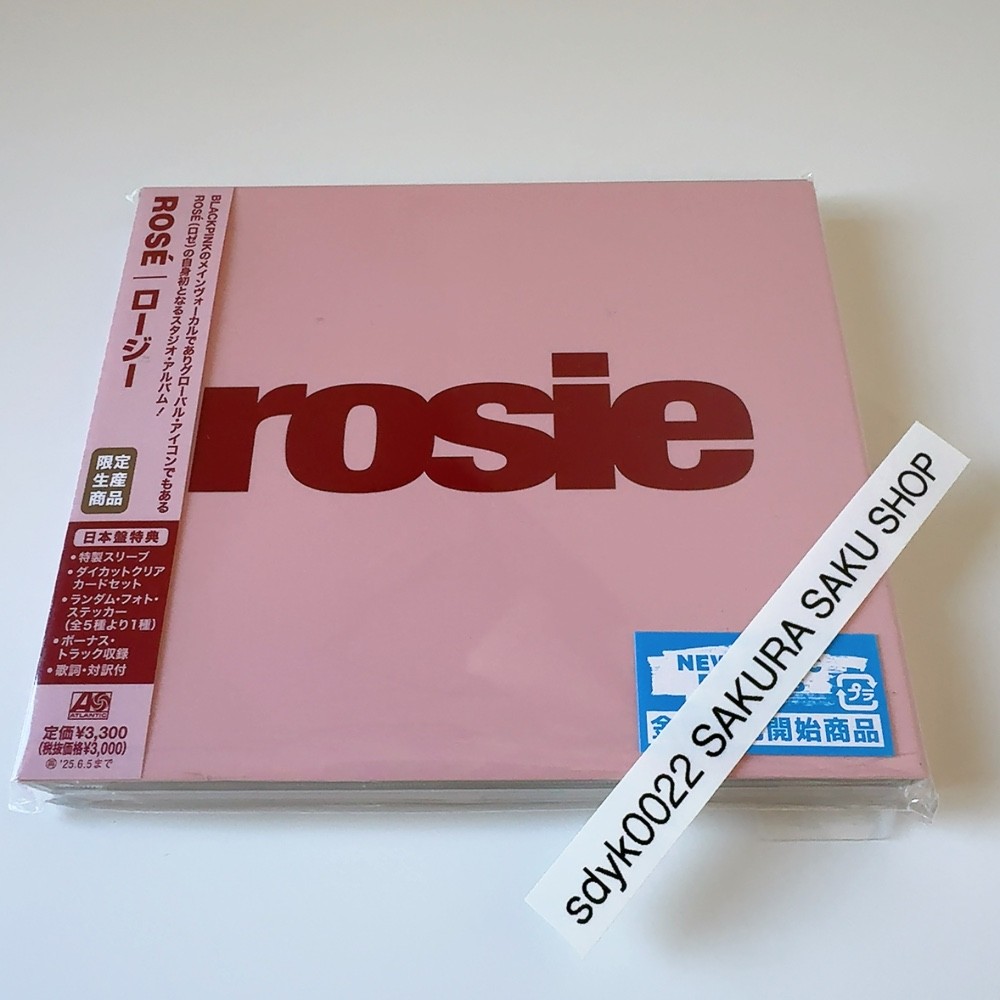 BLACKPINKのメインヴォーカルでありグローバル・アイコンでもある
ROSÉ(ロゼ)の自身初となるスタジオ・アルバム!
ROSÉ | ロージー
限定
生産
商品
日本盤特典
・特製スリーブ
・ダイカットクリア
カードセット
・ランダム・フォト・
ステッカー
(全5種より1種)
・ボーナス・
トラック収録
・歌詞・対訳付
ATLANTIC
定価¥3,300
(税抜価格¥3,000)
'25.6.5まで
rosie
プラ
開始商品
sdyk0022 SAKURA SAKU SHOP